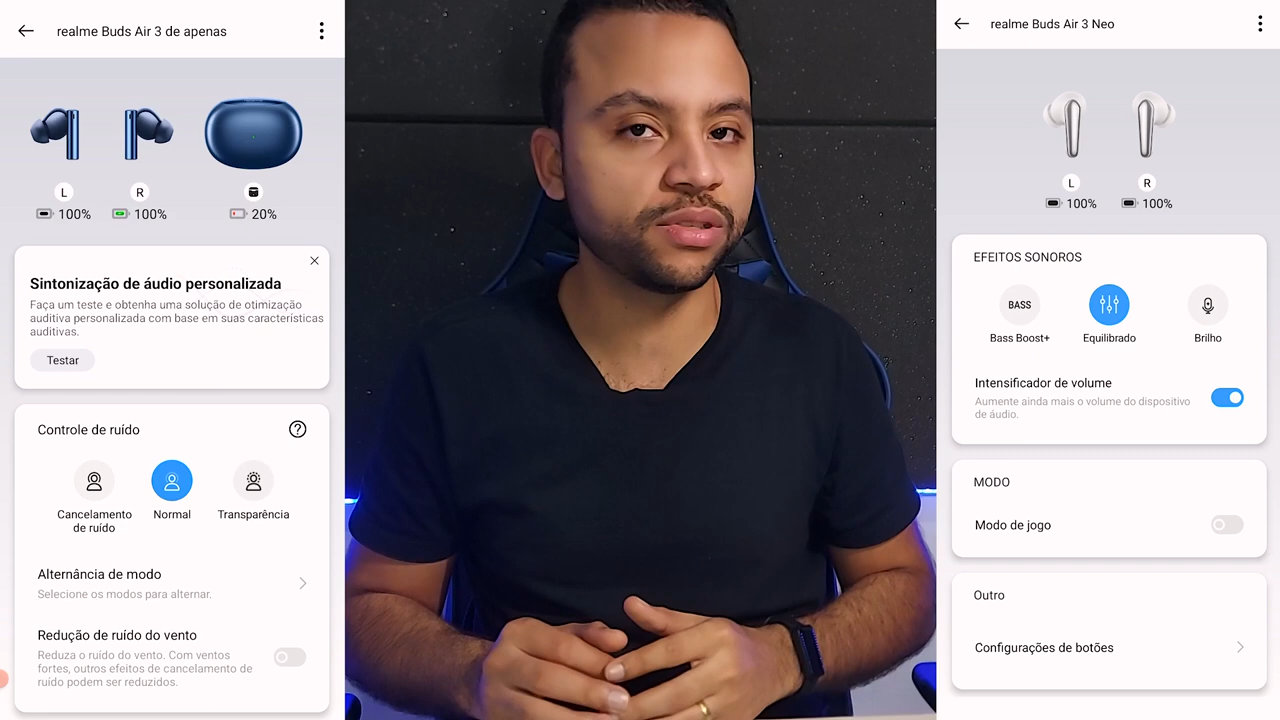 realme Buds Air 3 de apenas
L
R
100%
100%
20%
Sintonização de áudio personalizada
Faça um teste e obtenha uma solução de otimização
auditiva personalizada com base em suas características
auditivas.
Testar
Controle de ruído
Cancelamento
de ruído
Normal
Transparência
Alternância de modo
Selecione os modos para alternar.
Redução de ruído do vento
Reduza o ruído do vento. Com ventos
fortes, outros efeitos de cancelamento de
ruído podem ser reduzidos.
realme Buds Air 3 Neo
L
R
100%
100%
EFEITOS SONOROS
BASS
Bass Boost+
Equilibrado
Brilho
Intensificador de volume
Aumente ainda mais o volume do dispositivo
de áudio.
MODO
Modo de jogo
Outro
Configurações de botões